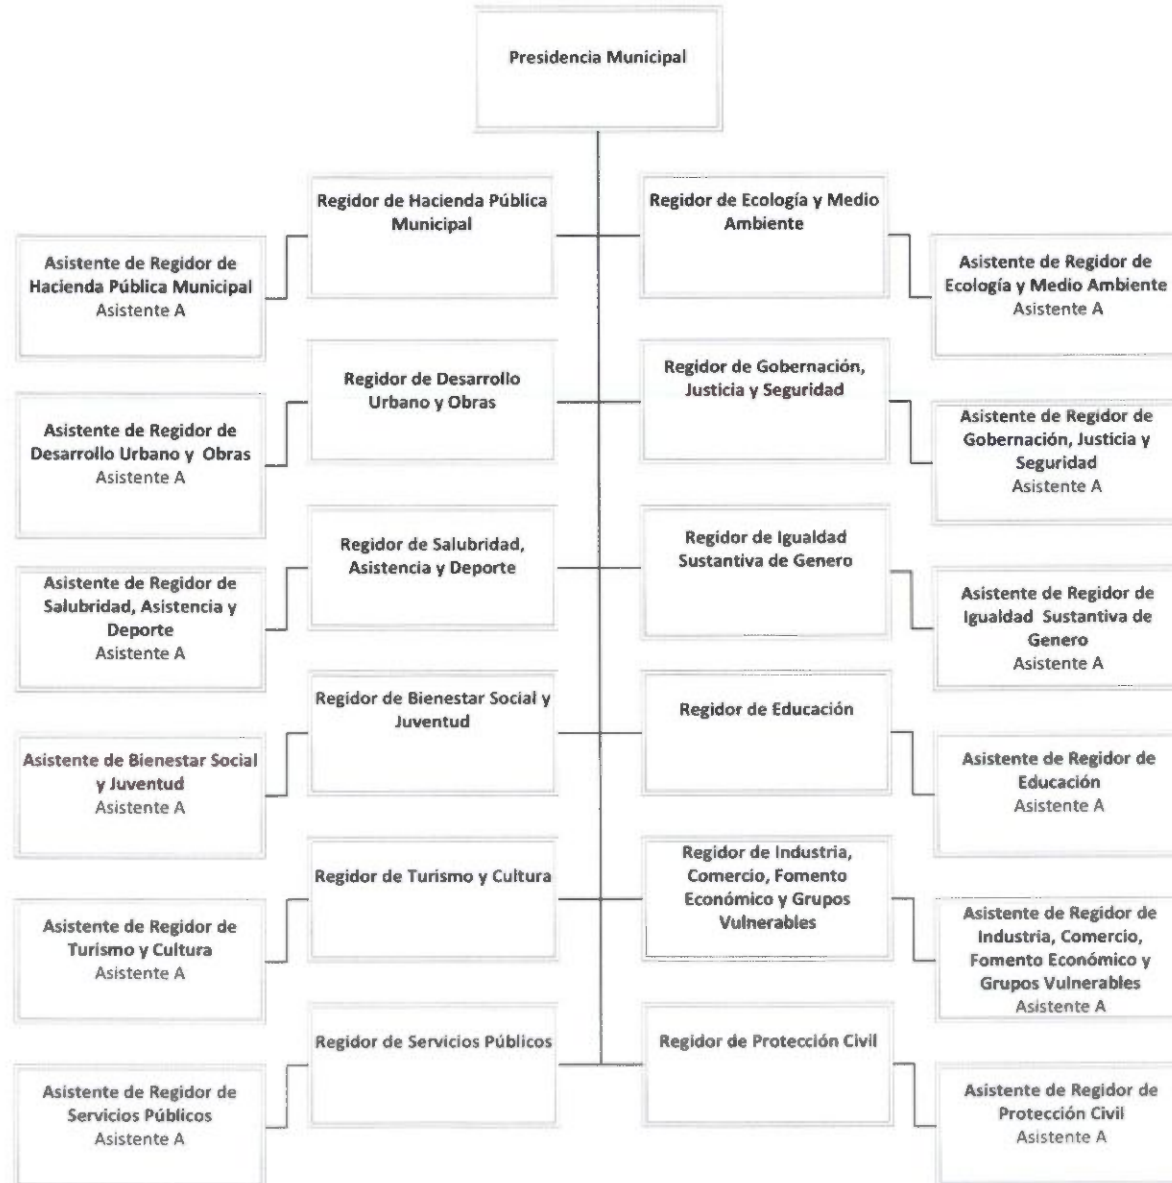 Presidencia Municipal
Regidor de Hacienda Pública
Municipal
Regidor de Ecología y Medio
Ambiente
Asistente de Regidor de
Hacienda Pública Municipal
Asistente A
Asistente de Regidor de
Ecología y Medio Ambiente
Asistente A
Regidor de Desarrollo
Urbano y Obras
Regidor de Gobernación,
Justicia y Seguridad
Asistente de Regidor de
Desarrollo Urbano y Obras
Asistente A
Asistente de Regidor de
Gobernación, Justicia y
Seguridad
Asistente A
Regidor de Salubridad,
Asistencia y Deporte
Regidor de Igualdad
Sustantiva de Genero
Asistente de Regidor de
Salubridad, Asistencia y
Deporte
Asistente A
Asistente de Regidor de
Igualdad Sustantiva de
Genero
Asistente A
Regidor de Bienestar Social y
Juventud
Regidor de Educación
Asistente de Bienestar Social
y Juventud
Asistente A
Asistente de Regidor de
Educación
Asistente A
Regidor de Turismo y Cultura
Regidor de Industria,
Comercio, Fomento
Económico y Grupos
Vulnerables
Asistente de Regidor de
Turismo y Cultura
Asistente A
Asistente de Regidor de
Industria, Comercio,
Fomento Económico y
Grupos Vulnerables
Asistente A
Regidor de Servicios Públicos
Regidor de Protección Civil
Asistente de Regidor de
Servicios Públicos
Asistente A
Asistente de Regidor de
Protección Civil
Asistente A